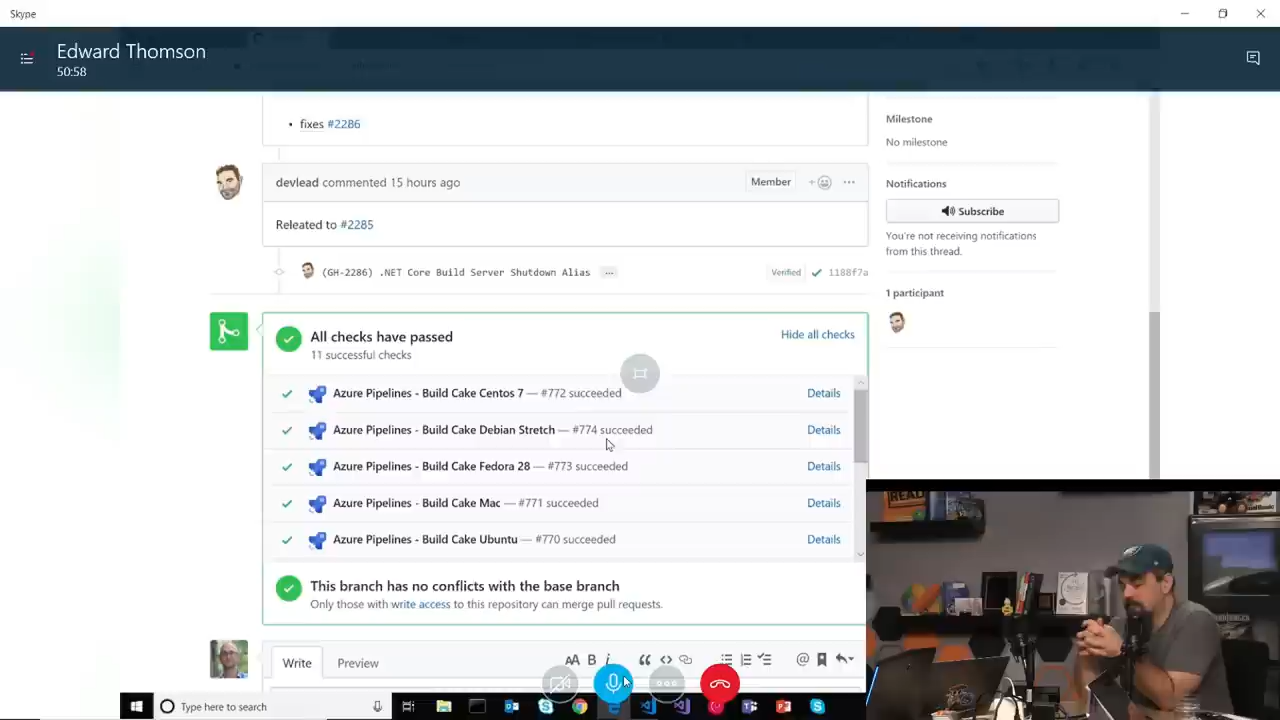 Skype
Edward Thomson
50:58
• fixes #2286
devlead commented 15 hours ago
Member
Releated to #2285
(GH-2286) .NET Core Build Server Shutdown Alias ...
Verified
1188f7a
All checks have passed
11 successful checks
Hide all checks
Azure Pipelines - Build Cake Centos 7 — #772 succeeded
Details
Azure Pipelines - Build Cake Debian Stretch — #774 succeeded
Details
Azure Pipelines - Build Cake Fedora 28 — #773 succeeded
Details
Azure Pipelines - Build Cake Mac — #771 succeeded
Details
Azure Pipelines - Build Cake Ubuntu — #770 succeeded
Details
This branch has no conflicts with the base branch
Only those with write access to this repository can merge pull requests.
Write
Preview
AA B i
Milestone
No milestone
Notifications
Subscribe
You're not receiving notifications
from this thread.
1 participant
READ
Type here to search